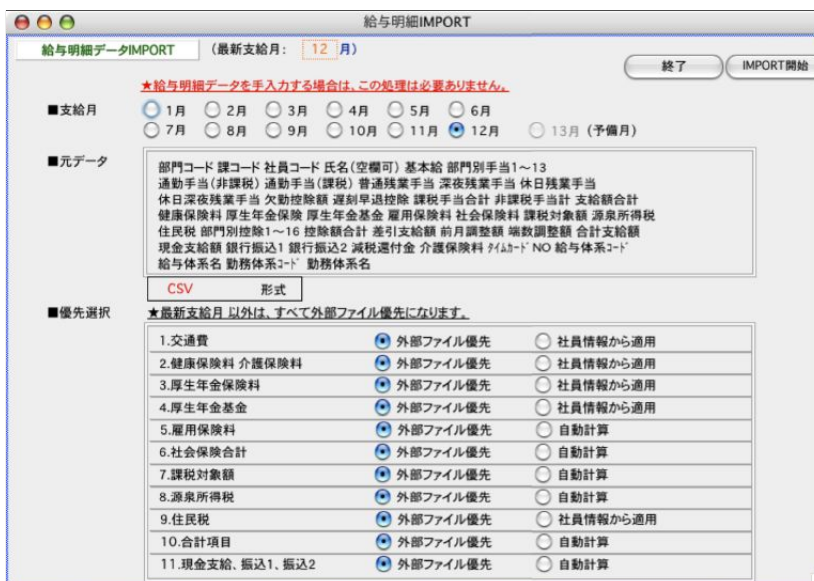 給与明細IMPORT
給与明細データIMPORT (最新支給月: 12 月)
終了 IMPORT開始
★給与明細データを手入力する場合は、この処理は必要ありません。
■支給月 1月 2月 3月 4月 5月 6月
7月 8月 9月 10月 11月 12月 13月 (予備月)
■元データ
部門コード 課コード 社員コード 氏名(空欄可) 基本給 部門別手当1〜13
通勤手当(非課税) 通勤手当(課税) 普通残業手当 深夜残業手当 休日残業手当
休日深夜残業手当 欠勤控除額 遅刻早退控除 課税手当合計 非課税手当計 支給額合計
健康保険料 厚生年金保険 厚生年金基金 雇用保険料 社会保険料 課税対象額 源泉所得税
住民税 部門別控除1〜16 控除額合計 差引支給額 前月調整額 端数調整額 合計支給額
現金支給額 銀行振込1 銀行振込2 減税還付金 介護保険料 タイムカードNO 給与体系コード
給与体系名 勤務体系コード 勤務体系名
CSV 形式
■優先選択 ★最新支給月 以外は、すべて外部ファイル優先になります。
1.交通費 外部ファイル優先 社員情報から適用
2.健康保険料 介護保険料 外部ファイル優先 社員情報から適用
3.厚生年金保険料 外部ファイル優先 社員情報から適用
4.厚生年金基金 外部ファイル優先 社員情報から適用
5.雇用保険料 外部ファイル優先 自動計算
6.社会保険合計 外部ファイル優先 自動計算
7.課税対象額 外部ファイル優先 自動計算
8.源泉所得税 外部ファイル優先 自動計算
9.住民税 外部ファイル優先 社員情報から適用
10.合計項目 外部ファイル優先 自動計算
11.現金支給、振込1、振込2 外部ファイル優先 自動計算